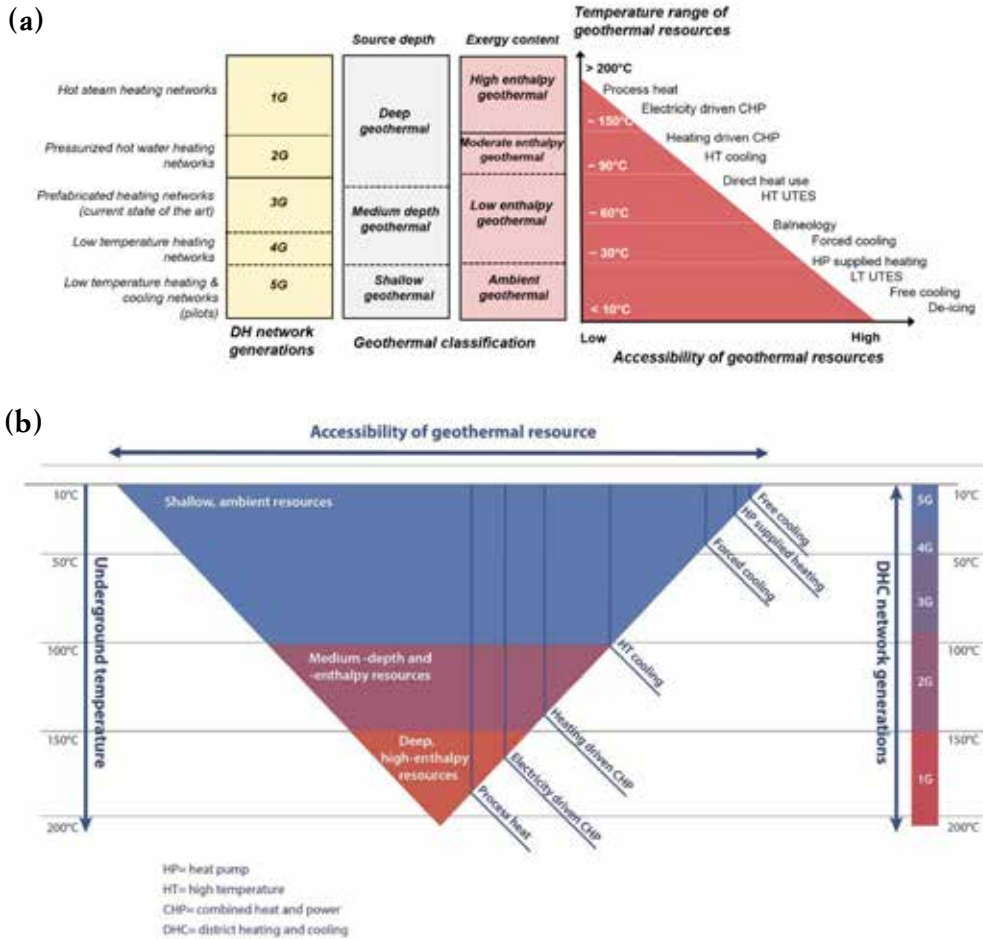 (a)
Temperature range of
geothermal resources
Source depth
Exergy content
> 200°C
Hot steam heating networks
1G
Deep
geothermal
High enthalpy
geothermal
Process heat
Electricity driven CHP
~ 150°C
Pressurized hot water heating
networks
2G
Moderate enthalpy
geothermal
Heating driven CHP
HT cooling
~ 90°C
Prefabricated heating networks
(current state of the art)
3G
Medium depth
geothermal
Low enthalpy
geothermal
Direct heat use
HT UTES
~ 60°C
Balneology
Forced cooling
Low temperature heating
networks
4G
~ 30°C
HP supplied heating
LT UTES
Low temperature heating &
cooling networks
(pilots)
5G
Shallow
geothermal
Ambient
geothermal
Free cooling
De-icing
< 10°C
DH network
generations
Geothermal classification
Low
High
Accessibility of geothermal resources
(b)
Accessibility of geothermal resource
10°C
50°C
100°C
150°C
200°C
Underground temperature
Shallow, ambient resources
Medium -depth and
-enthalpy resources
Deep,
high-enthalpy
resources
Free cooling
HP supplied heating
Forced cooling
HT cooling
Heating driven CHP
Electricity driven CHP
Process heat
DHC network generations
5G
4G
3G
2G
1G
10°C
50°C
100°C
150°C
200°C
HP= heat pump
HT= high temperature
CHP= combined heat and power
DHC= district heating and cooling